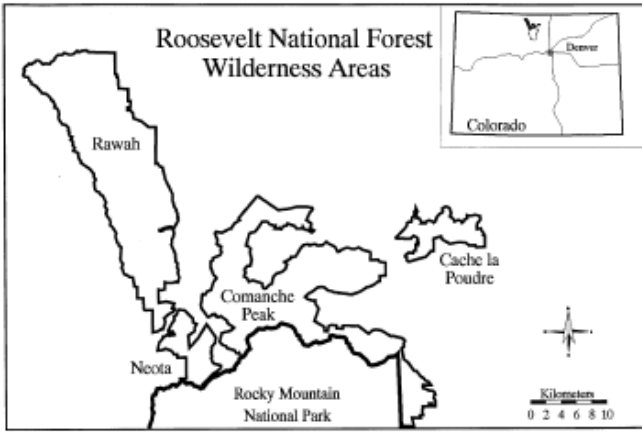 Roosevelt National Forest
Wilderness Areas
Denver
Colorado
Rawah
Cache la
Poudre
Comanche
Peak
Neota
Rocky Mountain
National Park
Kilometers
0 2 4 6 8 10